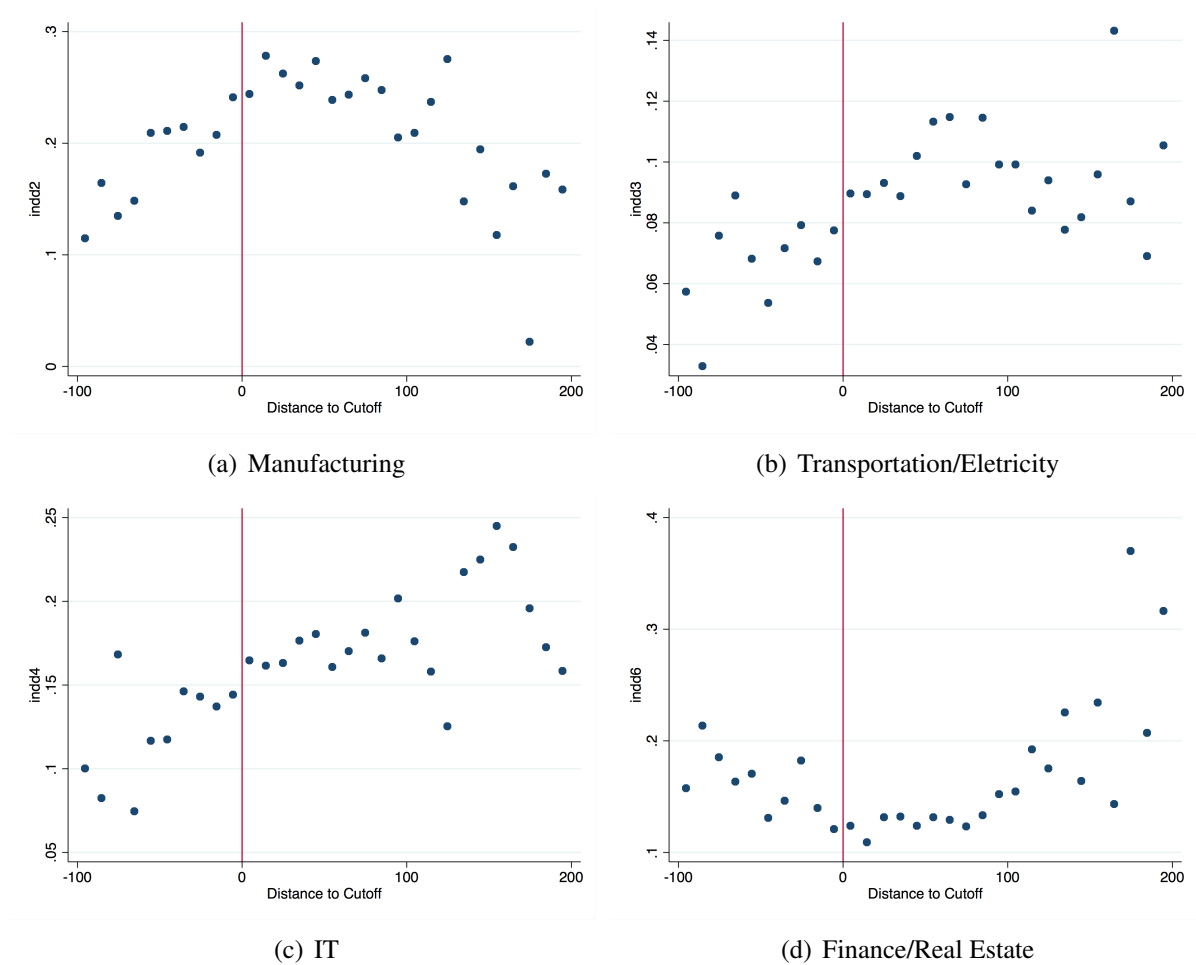 .3
.2
.1
0
indd2
-100 0 100 200
Distance to Cutoff
(a) Manufacturing
.14
.12
.1
.08
.06
.04
indd3
-100 0 100 200
Distance to Cutoff
(b) Transportation/Eletricity
.25
.2
.15
.1
.05
indd4
-100 0 100 200
Distance to Cutoff
(c) IT
.4
.3
.2
.1
indd6
-100 0 100 200
Distance to Cutoff
(d) Finance/Real Estate